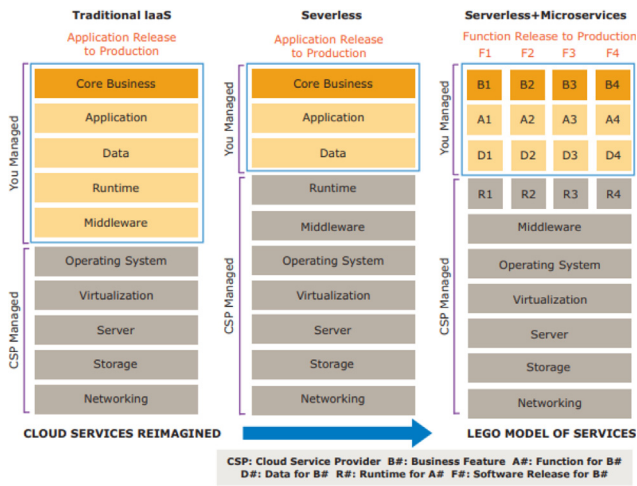 Traditional IaaS
Application Release
to Production
You Managed
Core Business
Application
Data
Runtime
Middleware
CSP Managed
Operating System
Virtualization
Server
Storage
Networking
Severless
Application Release
to Production
You Managed
Core Business
Application
Data
CSP Managed
Runtime
Middleware
Operating System
Virtualization
Server
Storage
Networking
Serverless+Microservices
Function Release to Production
F1 F2 F3 F4
You Managed
B1 B2 B3 B4
A1 A2 A3 A4
D1 D2 D3 D4
CSP Managed
R1 R2 R3 R4
Middleware
Operating System
Virtualization
Server
Storage
Networking
CLOUD SERVICES REIMAGINED
LEGO MODEL OF SERVICES
CSP: Cloud Service Provider B#: Business Feature A#: Function for B#
D#: Data for B# R#: Runtime for A# F#: Software Release for B#